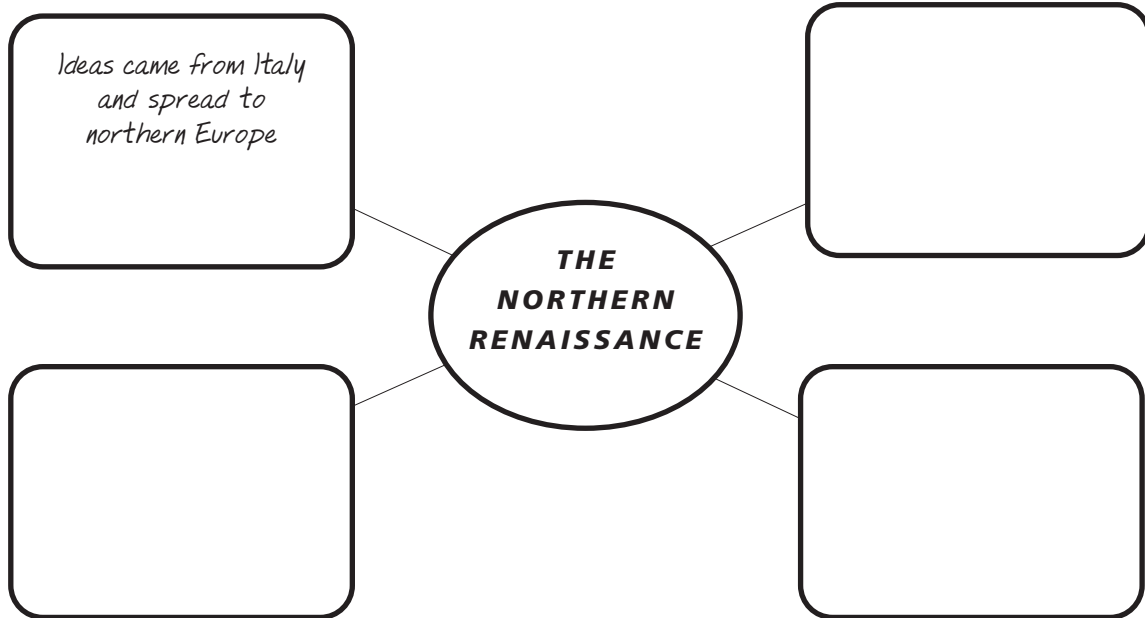 Ideas came from Italy
and spread to
northern Europe
THE
NORTHERN
RENAISSANCE